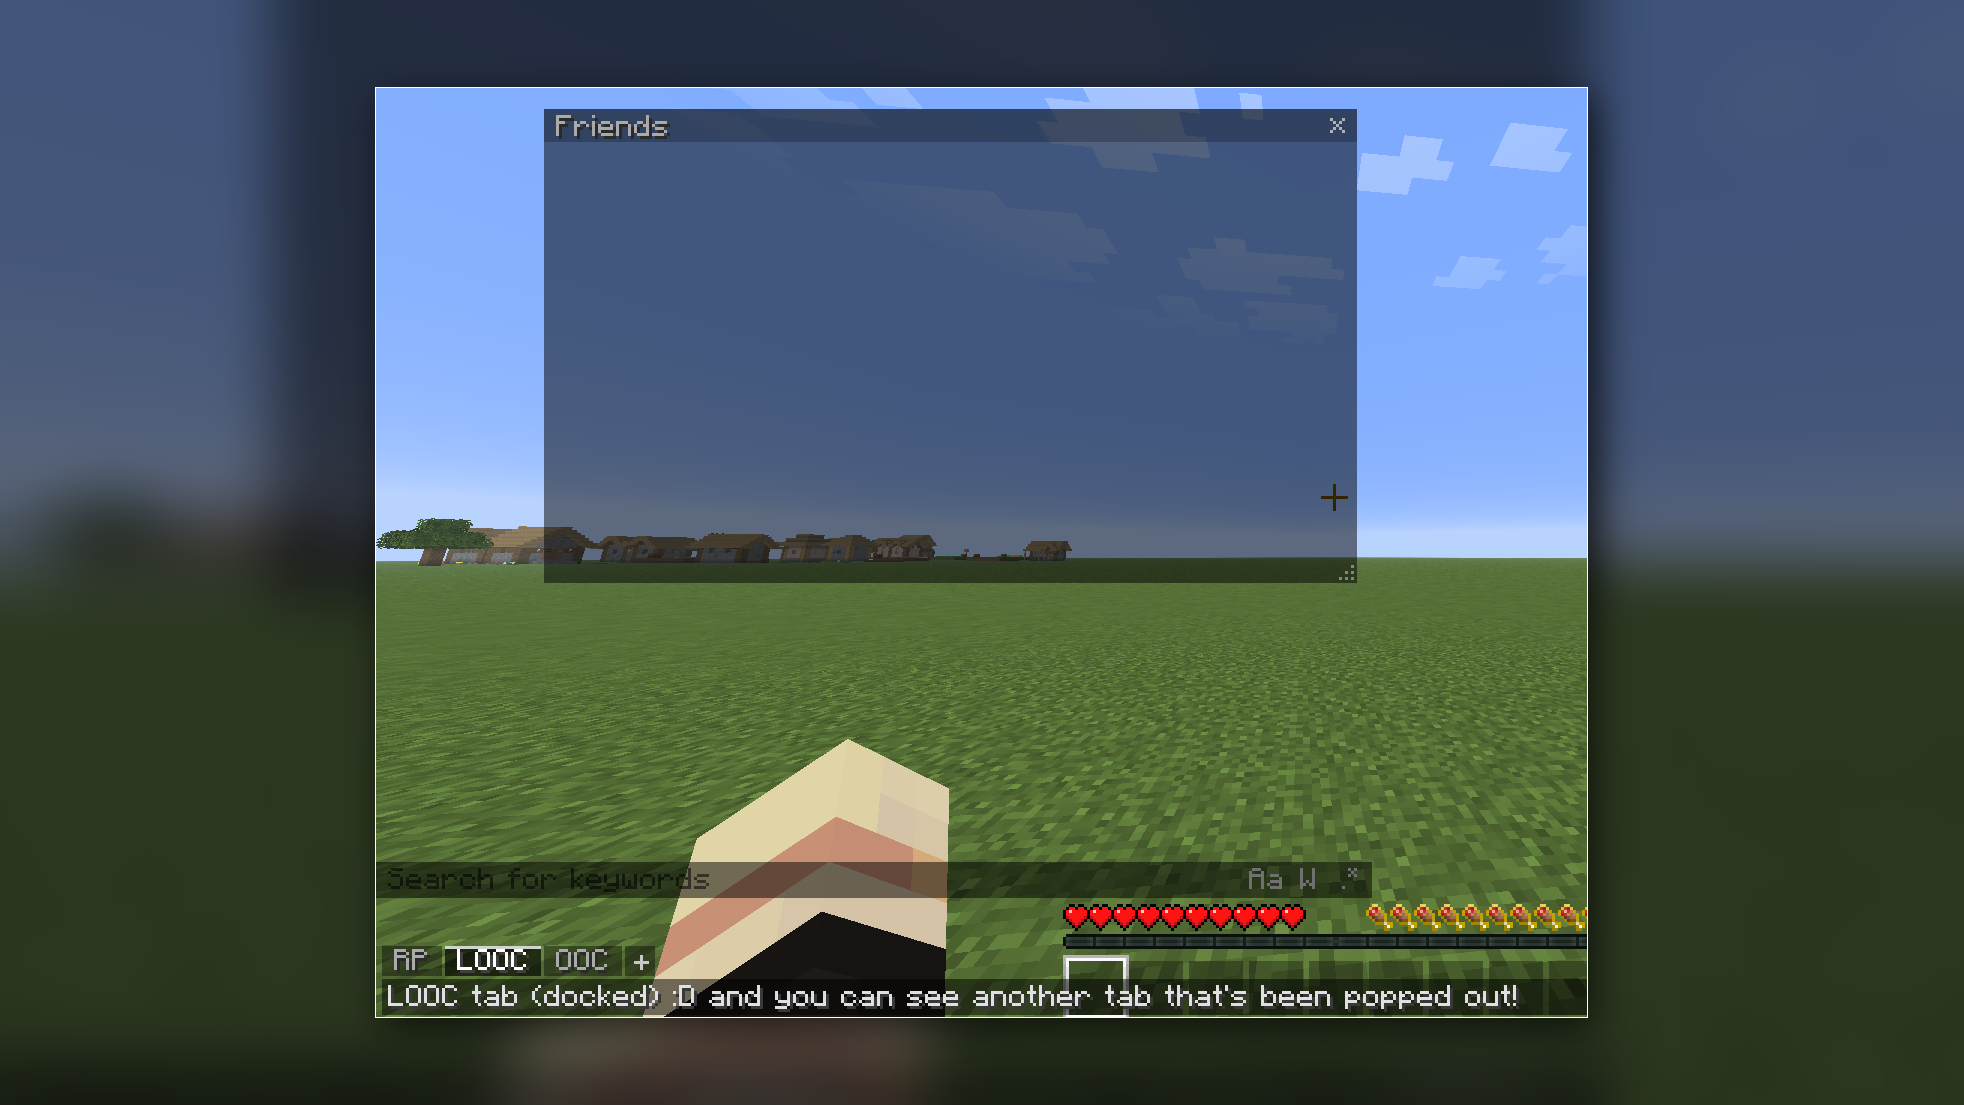 Friends
Search for keywords Aa W .*
RP LOOC OOC +
LOOC tab (docked) :D and you can see another tab that's been popped out!